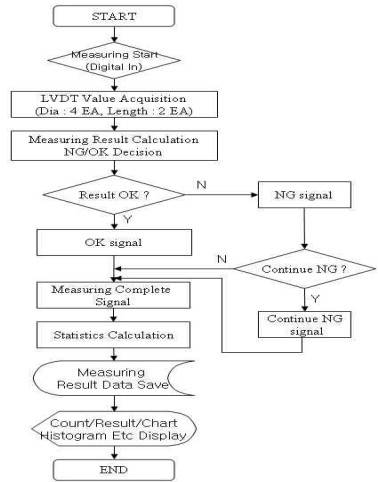 START
Measuring Start
(Digital In)
LVDT Value Acquisition
(Dia : 4 EA, Length : 2 EA)
Measuring Result Calculation
NG/OK Decision
Result OK ?
N
NG signal
Y
OK signal
N
Continue NG ?
Y
Measuring Complete
Signal
Continue NG
signal
Statistics Calculation
Measuring
Result Data Save
Count/Result/Chart
Histogram Etc Display
END